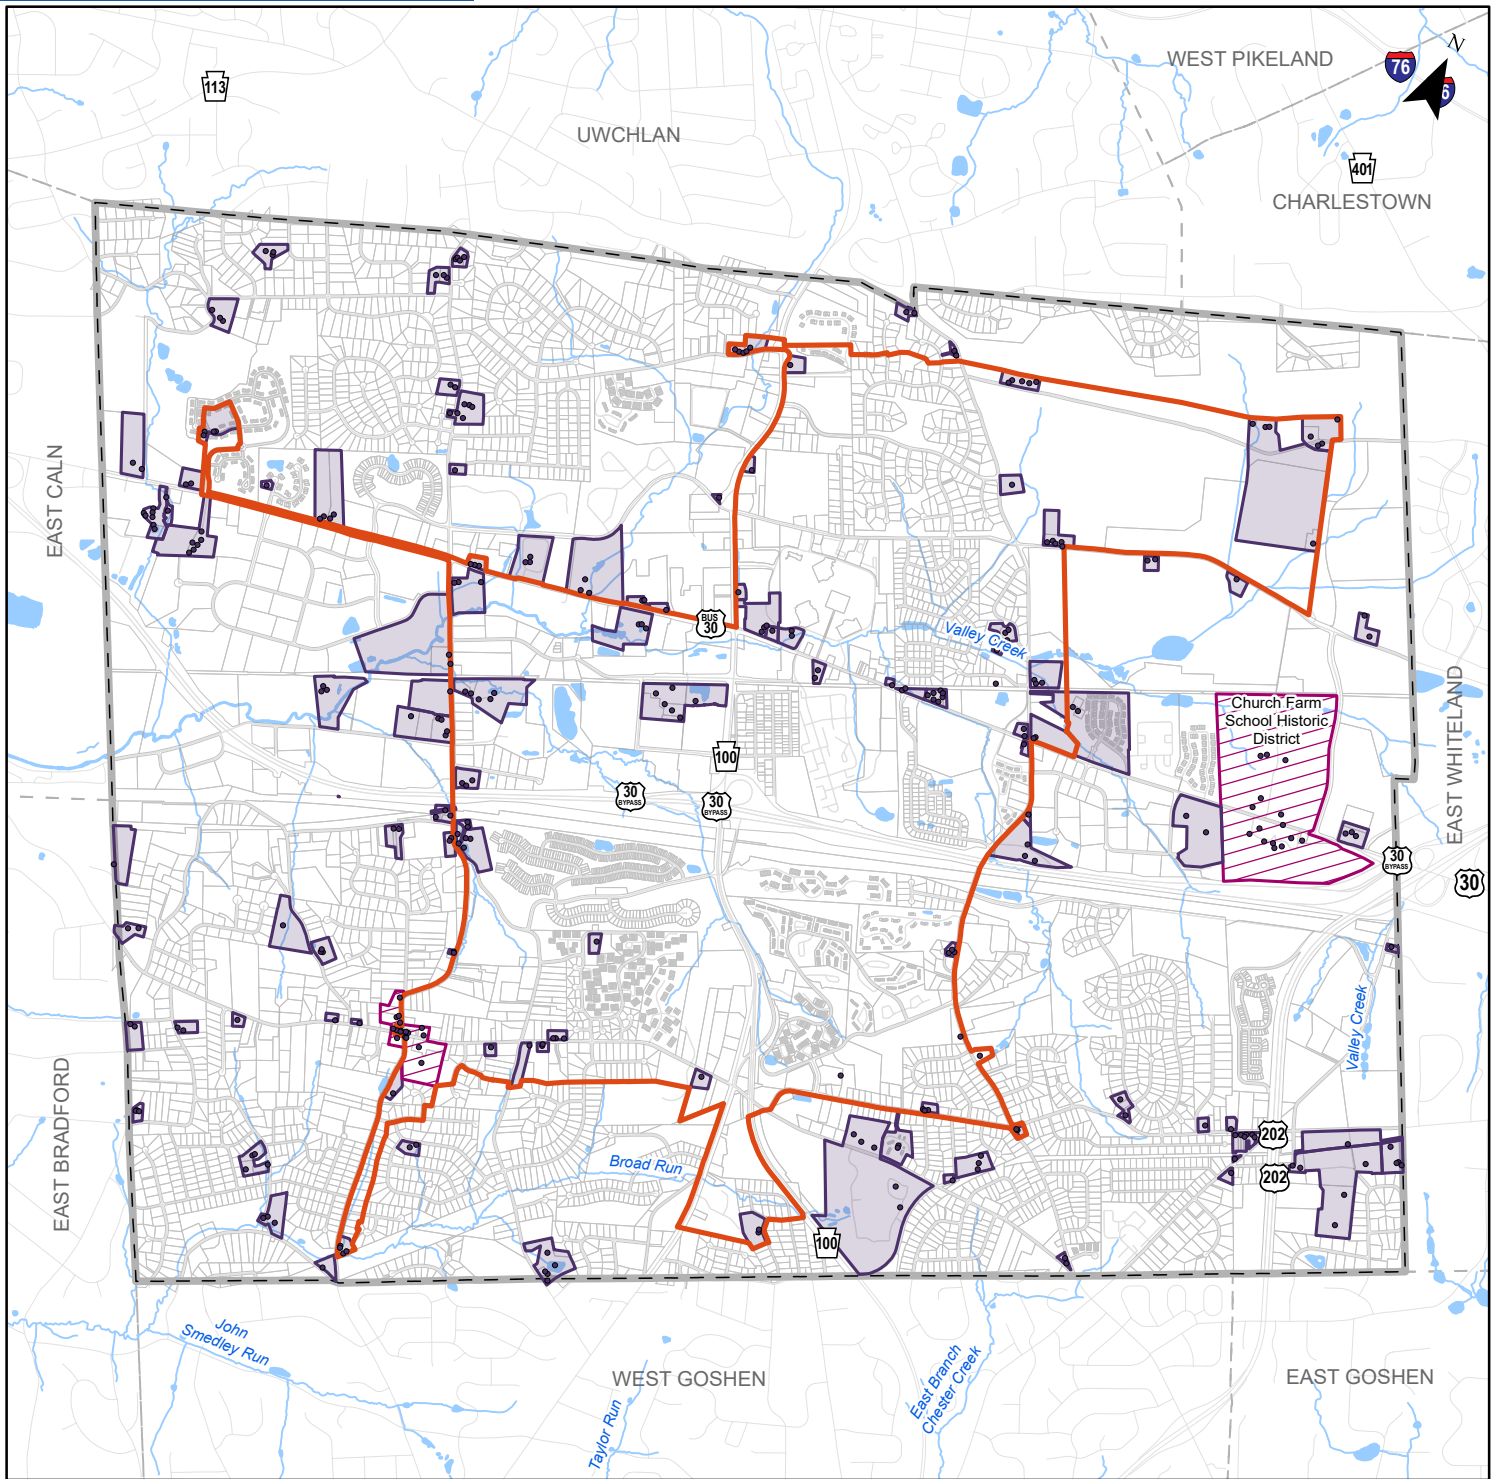 N
WEST PIKELAND
76
6
113
UWCHLAN
401
CHARLESTOWN
EAST CALN
BUS
30
Valley Creek
Church Farm
School Historic
District
EAST WHITELAND
100
30
BYPASS
30
BYPASS
30
BYPASS
30
Valley Creek
EAST BRADFORD
202
Broad Run
202
100
John
Smedley Run
WEST GOSHEN
East Branch
Chester Creek
EAST GOSHEN
Taylor Run